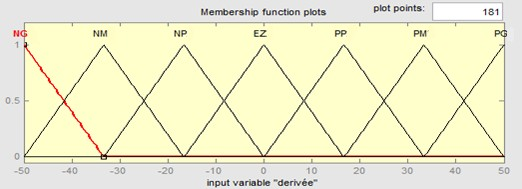 Membership function plots plot points: 181
NG NM NP EZ PP PM PG
1
0.5
0
-50 -40 -30 -20 -10 0 10 20 30 40 50
input variable "derivée"